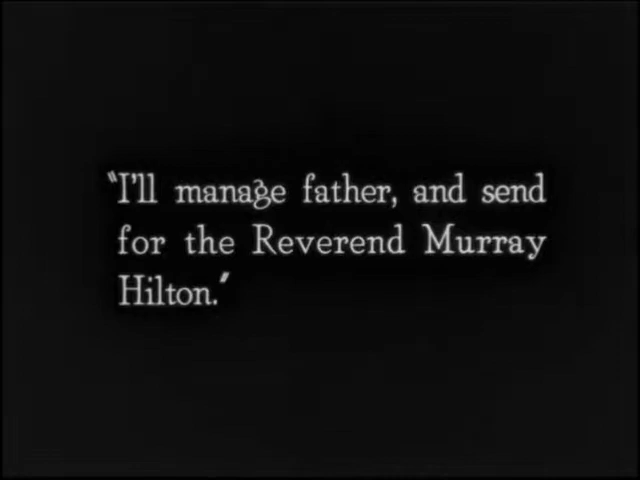 "I'll manage father, and send
for the Reverend Murray
Hilton."